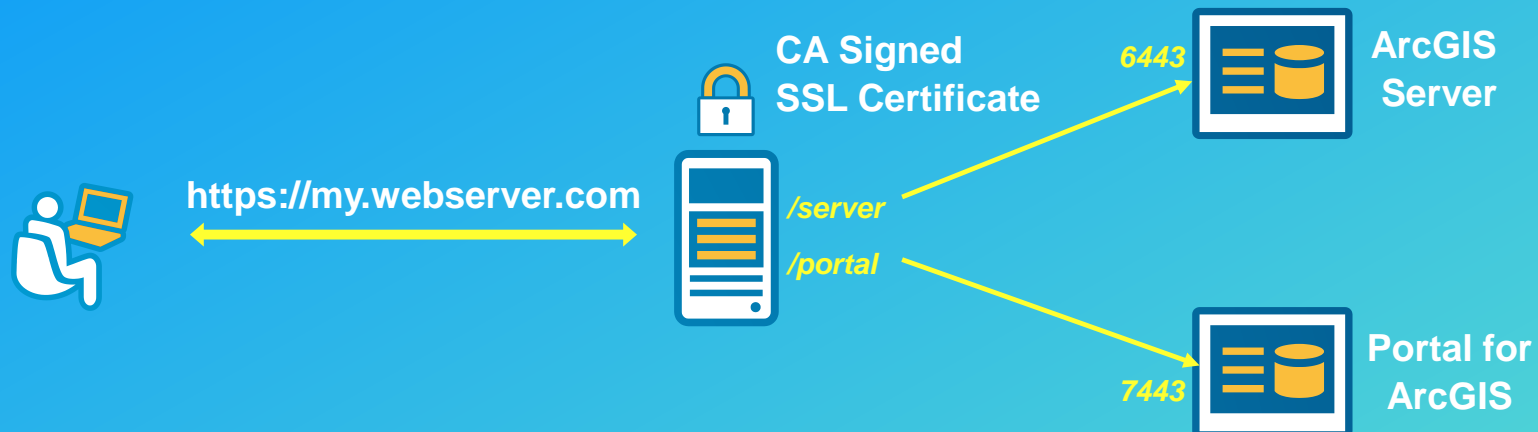 https://my.webserver.com
CA Signed
SSL Certificate
/server
/portal
6443
ArcGIS
Server
7443
Portal for
ArcGIS